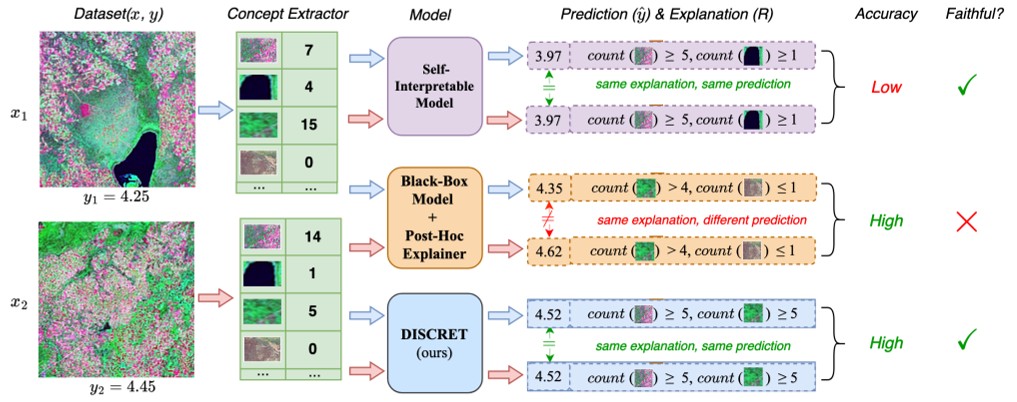 Dataset(x, y) Concept Extractor Model Prediction (ŷ) & Explanation (R) Accuracy Faithful?
x₁
y₁ = 4.25
7
4
15
0
... ...
x₂
y₂ = 4.45
14
1
5
0
... ...
Self-
Interpretable
Model
3.97 count ( ) ≥ 5, count ( ) ≥ 1
= same explanation, same prediction
3.97 count ( ) ≥ 5, count ( ) ≥ 1
Low ✓
Black-Box
Model
+
Post-Hoc
Explainer
4.35 count ( ) > 4, count ( ) ≤ 1
≠ same explanation, different prediction
4.62 count ( ) > 4, count ( ) ≤ 1
High ✗
DISCRET
(ours)
4.52 count ( ) ≥ 5, count ( ) ≥ 5
= same explanation, same prediction
4.52 count ( ) ≥ 5, count ( ) ≥ 5
High ✓